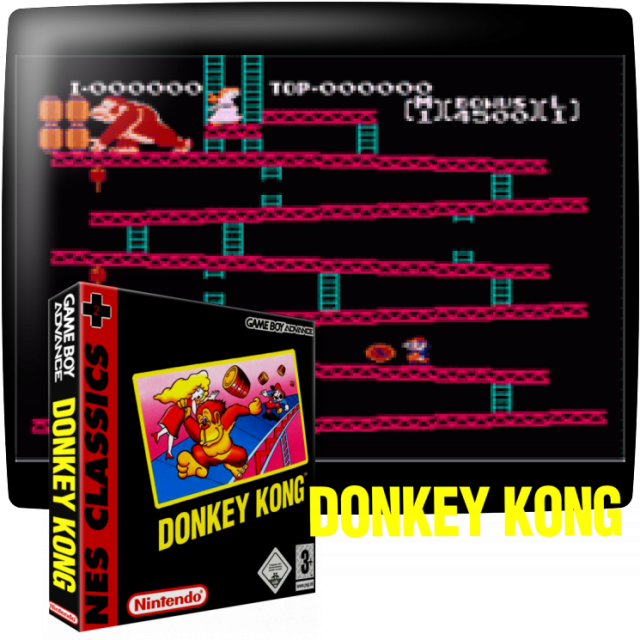 I-000000 TOP-000000
[M][BONUS][L]
1][4500][1]
GAME BOY ADVANCE
DONKEY KONG
NES CLASSICS
Nintendo
GAME BOY ADVANCE
DONKEY KONG
Nintendo
3+
DONKEY KONG